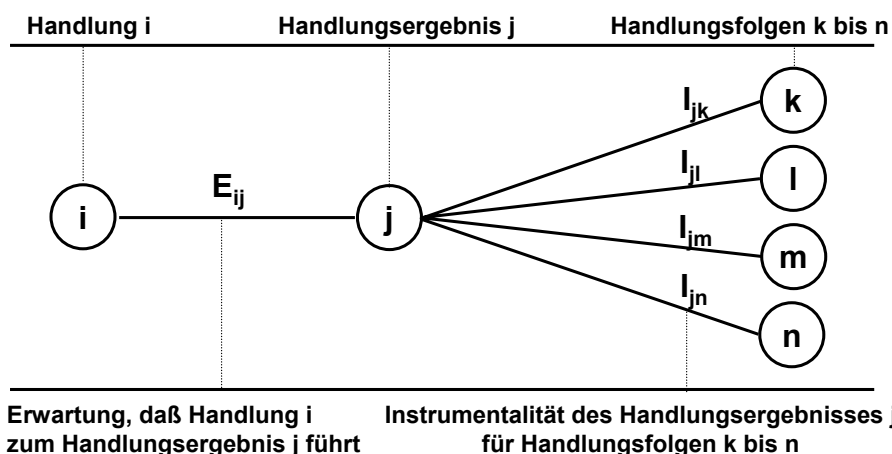 Handlung i
Handlungsergebnis j
Handlungsfolgen k bis n
k
I_jk
l
I_jl
E_ij
i
j
I_jm
m
I_jn
n
Erwartung, daß Handlung i
zum Handlungsergebnis j führt
Instrumentalität des Handlungsergebnisses j
für Handlungsfolgen k bis n